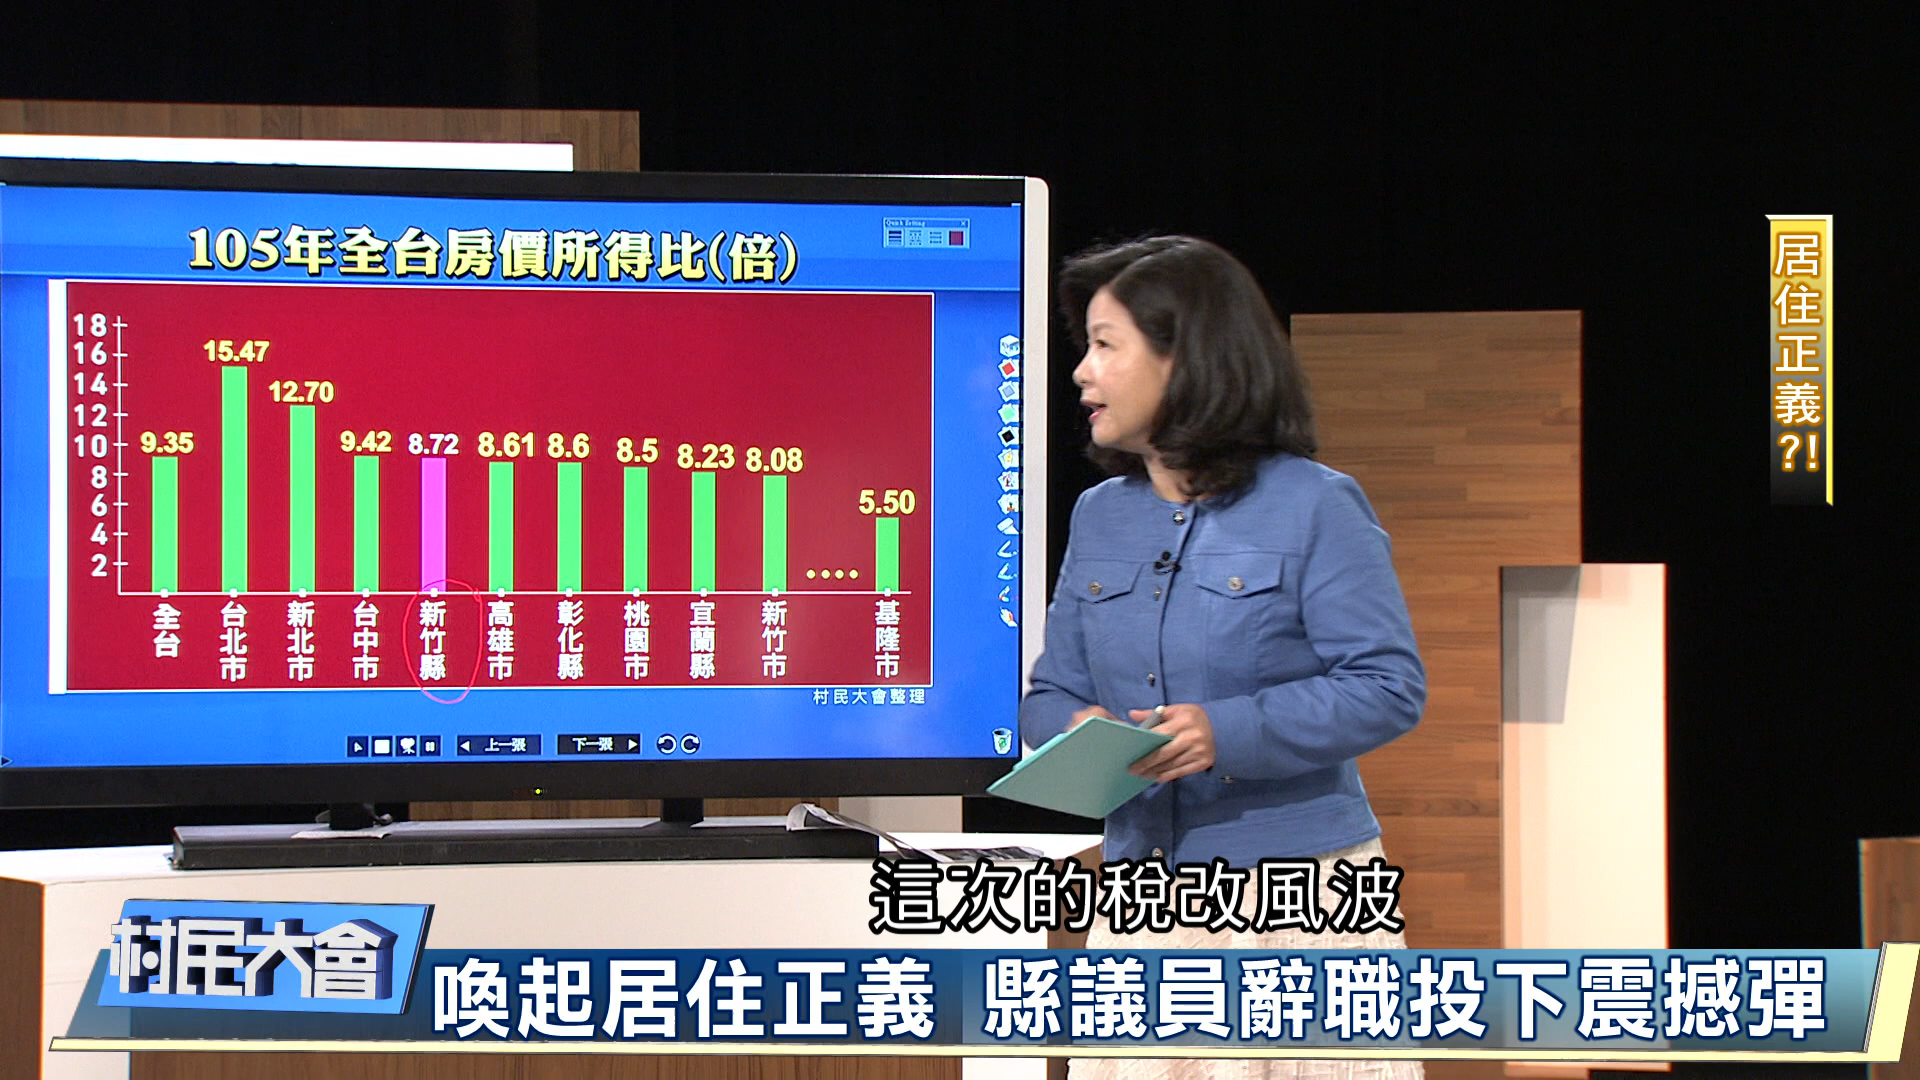 105年全台房價所得比(倍)
Quick Setting
18
16
14
12
10
8
6
4
2
9.35
15.47
12.70
9.42
8.72
8.61
8.6
8.5
8.23
8.08
5.50
全台
台北市
新北市
台中市
新竹縣
高雄市
彰化縣
桃園市
宜蘭縣
新竹市
....
基隆市
村民大會整理
上一張
下一張
居住正義?!
這次的稅改風波
村民大會
喚起居住正義 縣議員辭職投下震撼彈